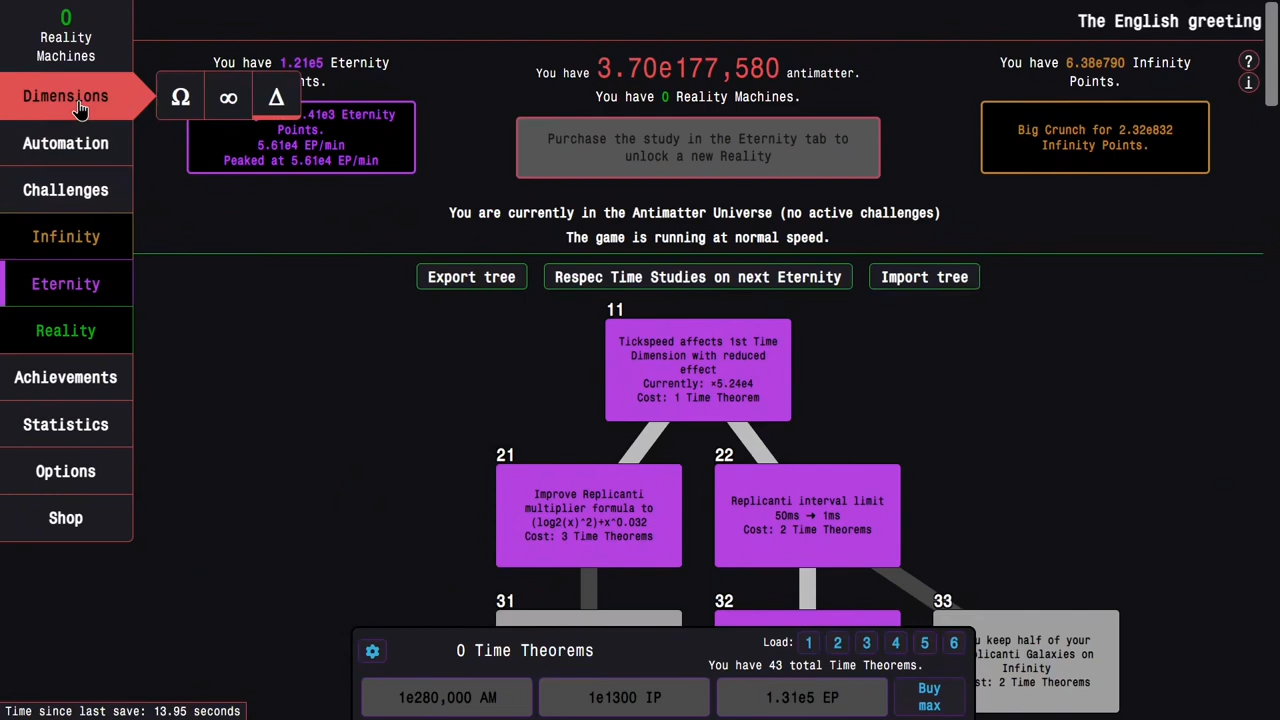 0
Reality
Machines
Dimensions
Automation
Challenges
Infinity
Eternity
Reality
Achievements
Statistics
Options
Shop
Ω
∞
Δ
The English greeting
You have 1.21e5 Eternity
.41e3 Eternity
Points.
5.61e4 EP/min
Peaked at 5.61e4 EP/min
You have 3.70e177,580 antimatter.
You have 0 Reality Machines.
Purchase the study in the Eternity tab to
unlock a new Reality
You have 6.38e790 Infinity
Points.
Big Crunch for 2.32e832
Infinity Points.
?
i
You are currently in the Antimatter Universe (no active challenges)
The game is running at normal speed.
Export tree
Respec Time Studies on next Eternity
Import tree
11
Tickspeed affects 1st Time
Dimension with reduced
effect
Currently: ×5.24e4
Cost: 1 Time Theorem
21
Improve Replicanti
multiplier formula to
(log2(x)^2)+x^0.032
Cost: 3 Time Theorems
22
Replicanti interval limit
50ms → 1ms
Cost: 2 Time Theorems
31
32
33
u keep half of your
plicanti Galaxies on
Infinity
st: 2 Time Theorems
0 Time Theorems
Load: 1 2 3 4 5 6
You have 43 total Time Theorems.
1e280,000 AM
1e1300 IP
1.31e5 EP
Buy
max
Time since last save: 13.95 seconds